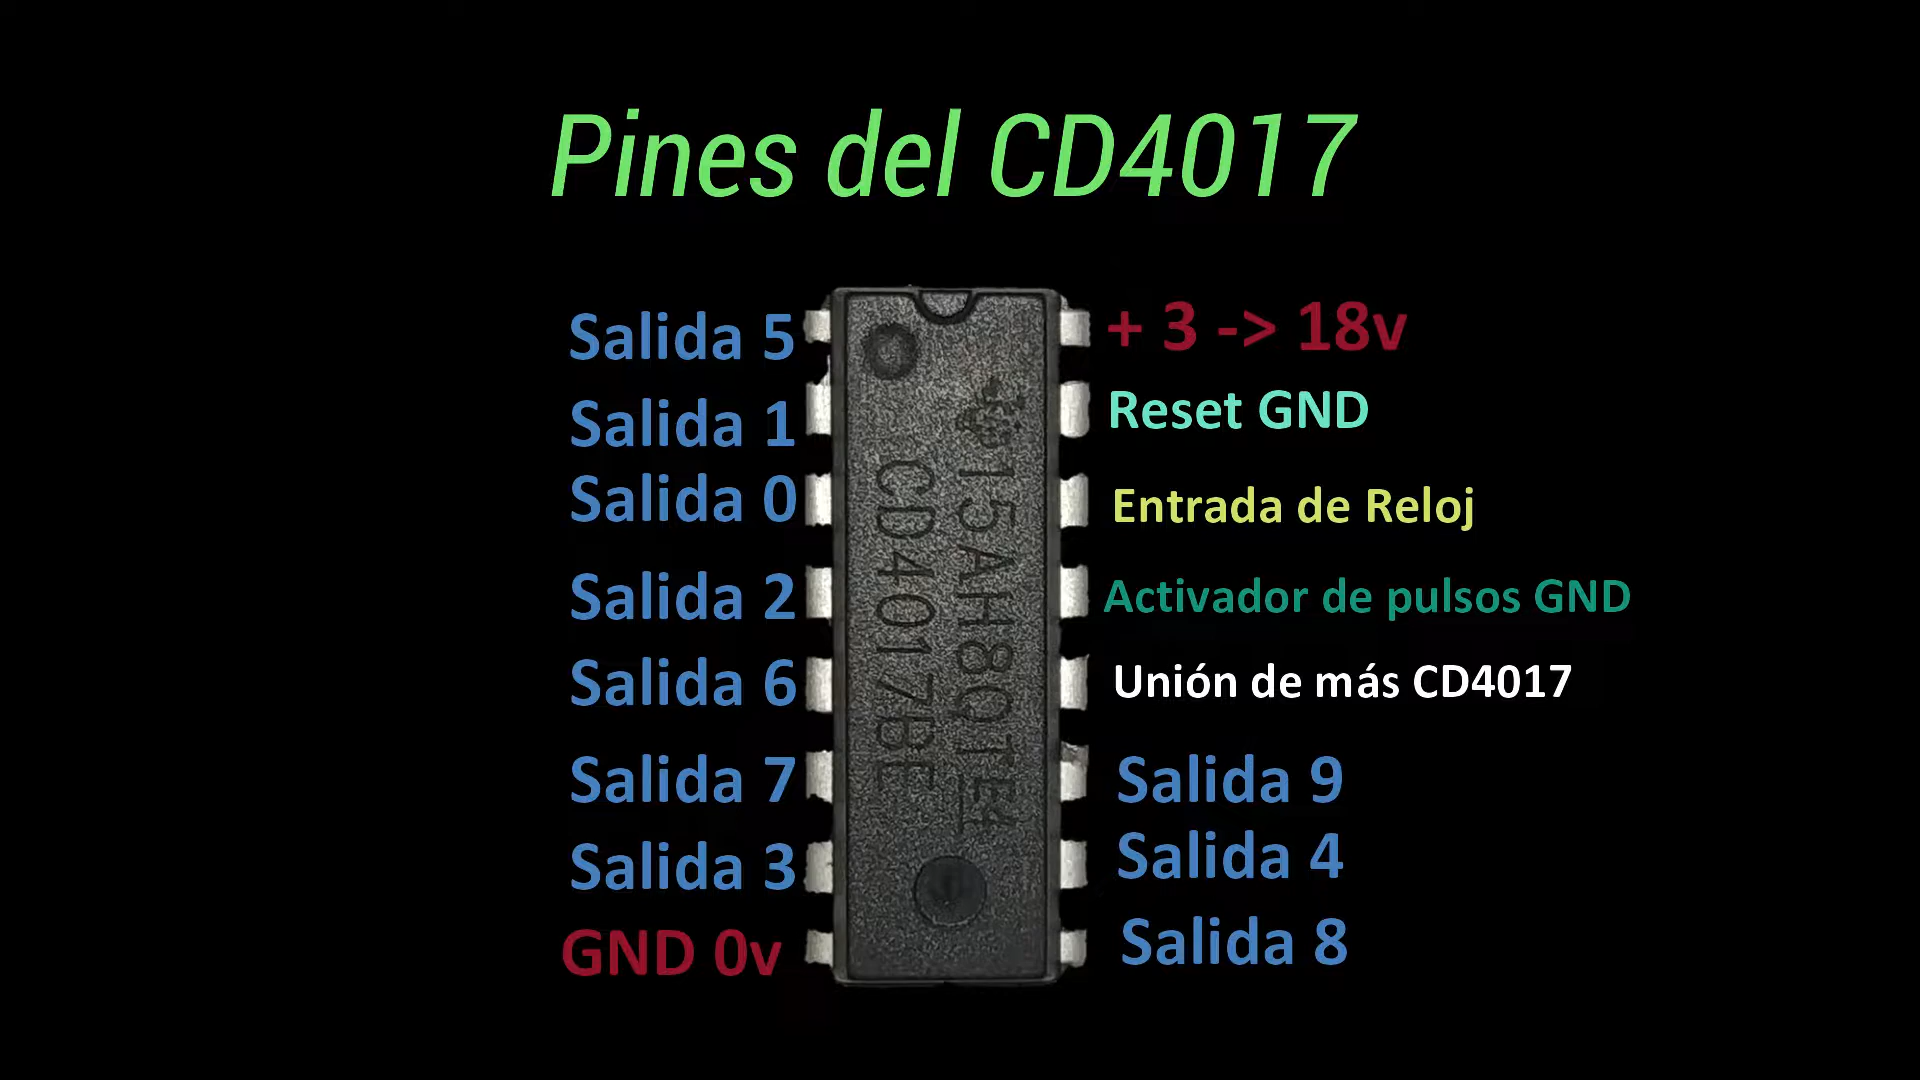 Pines del CD4017
Salida 5
Salida 1
Salida 0
Salida 2
Salida 6
Salida 7
Salida 3
GND 0v
15AH8QTE4
CD4017BE
+ 3 -> 18v
Reset GND
Entrada de Reloj
Activador de pulsos GND
Unión de más CD4017
Salida 9
Salida 4
Salida 8